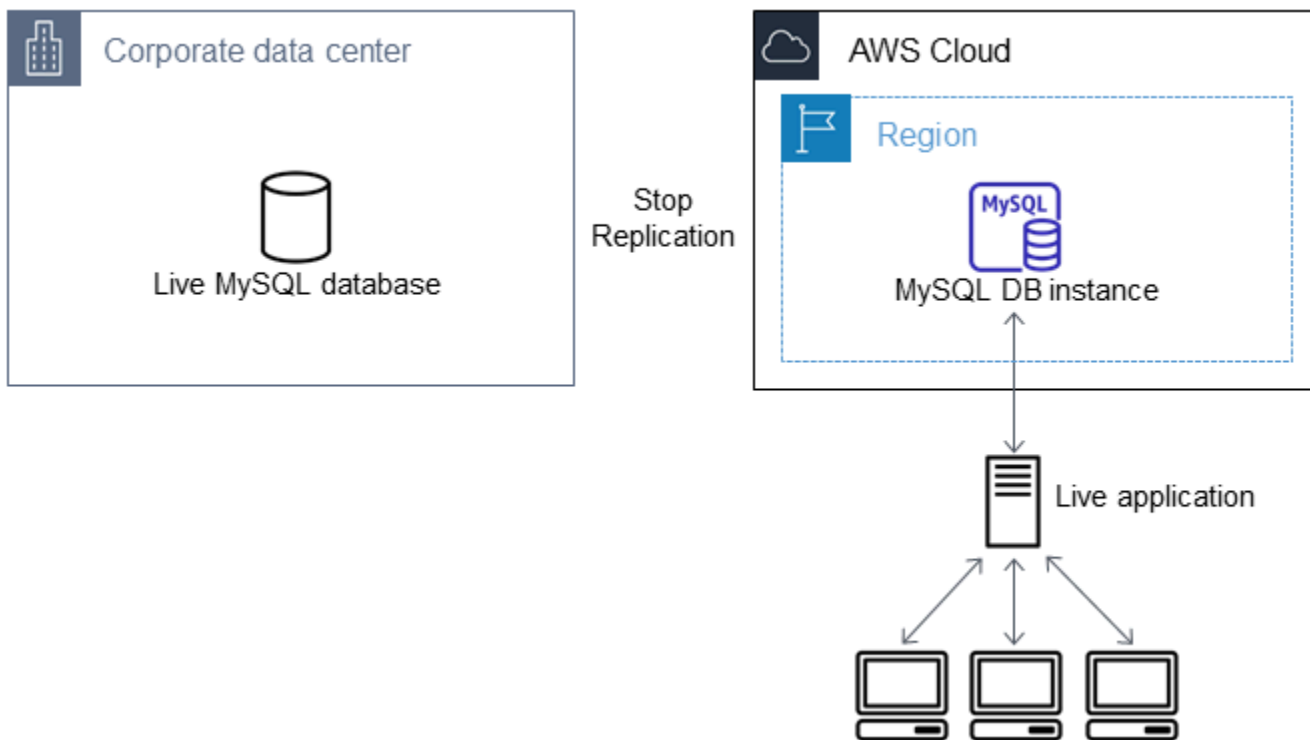 Corporate data center
AWS Cloud
Region
Stop
Replication
MySQL
Live MySQL database
MySQL DB instance
Live application